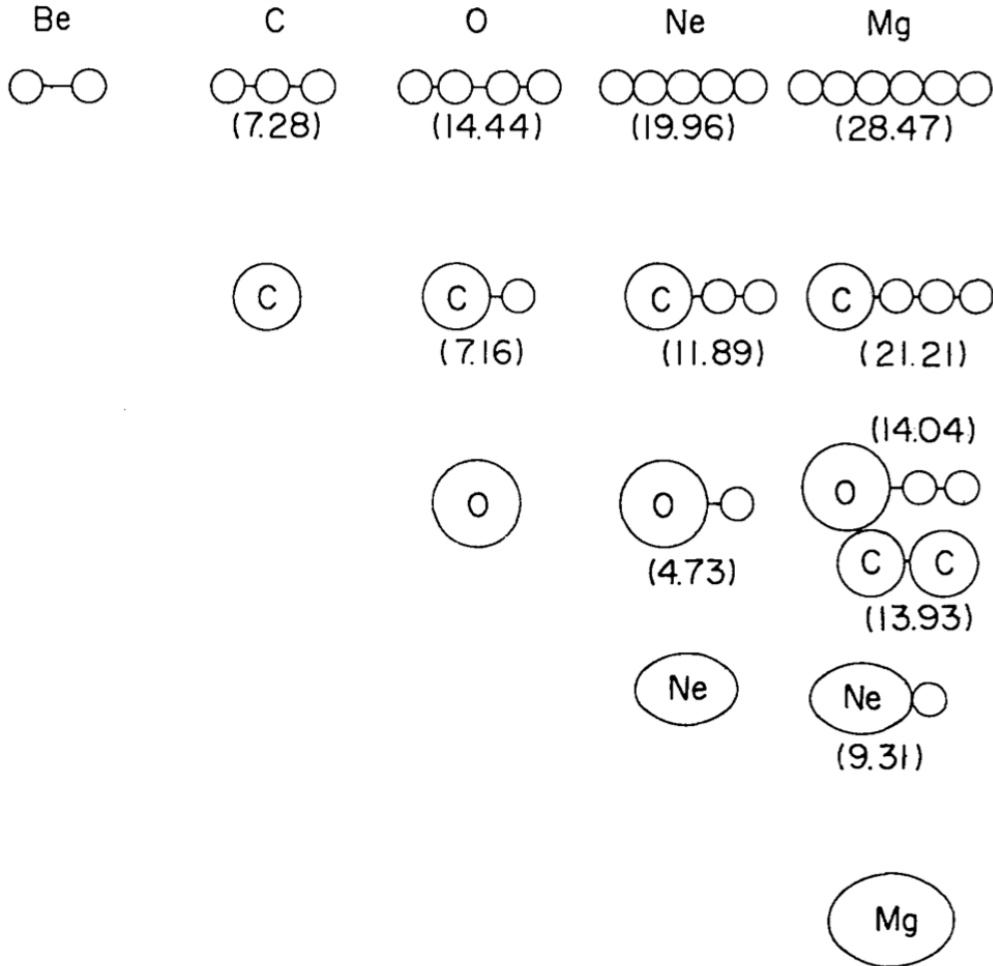 Be C O Ne Mg
(7.28) (14.44) (19.96) (28.47)
C C C C
(7.16) (11.89) (21.21)
(14.04)
O O O
C C
(4.73)
(13.93)
Ne Ne
(9.31)
Mg